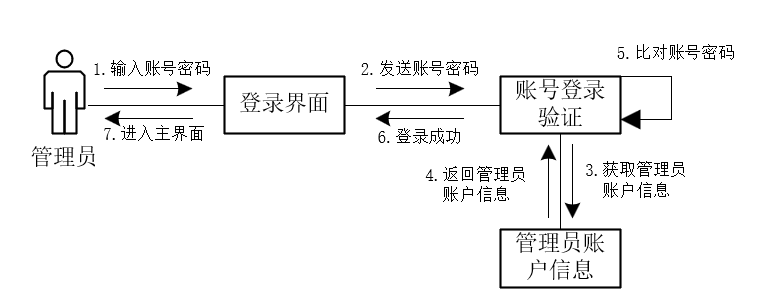 5.比对账号密码
1.输入账号密码
2.发送账号密码
登录界面
账号登录
验证
7.进入主界面
6.登录成功
管理员
4.返回管理员
账户信息
3.获取管理员
账户信息
管理员账
户信息